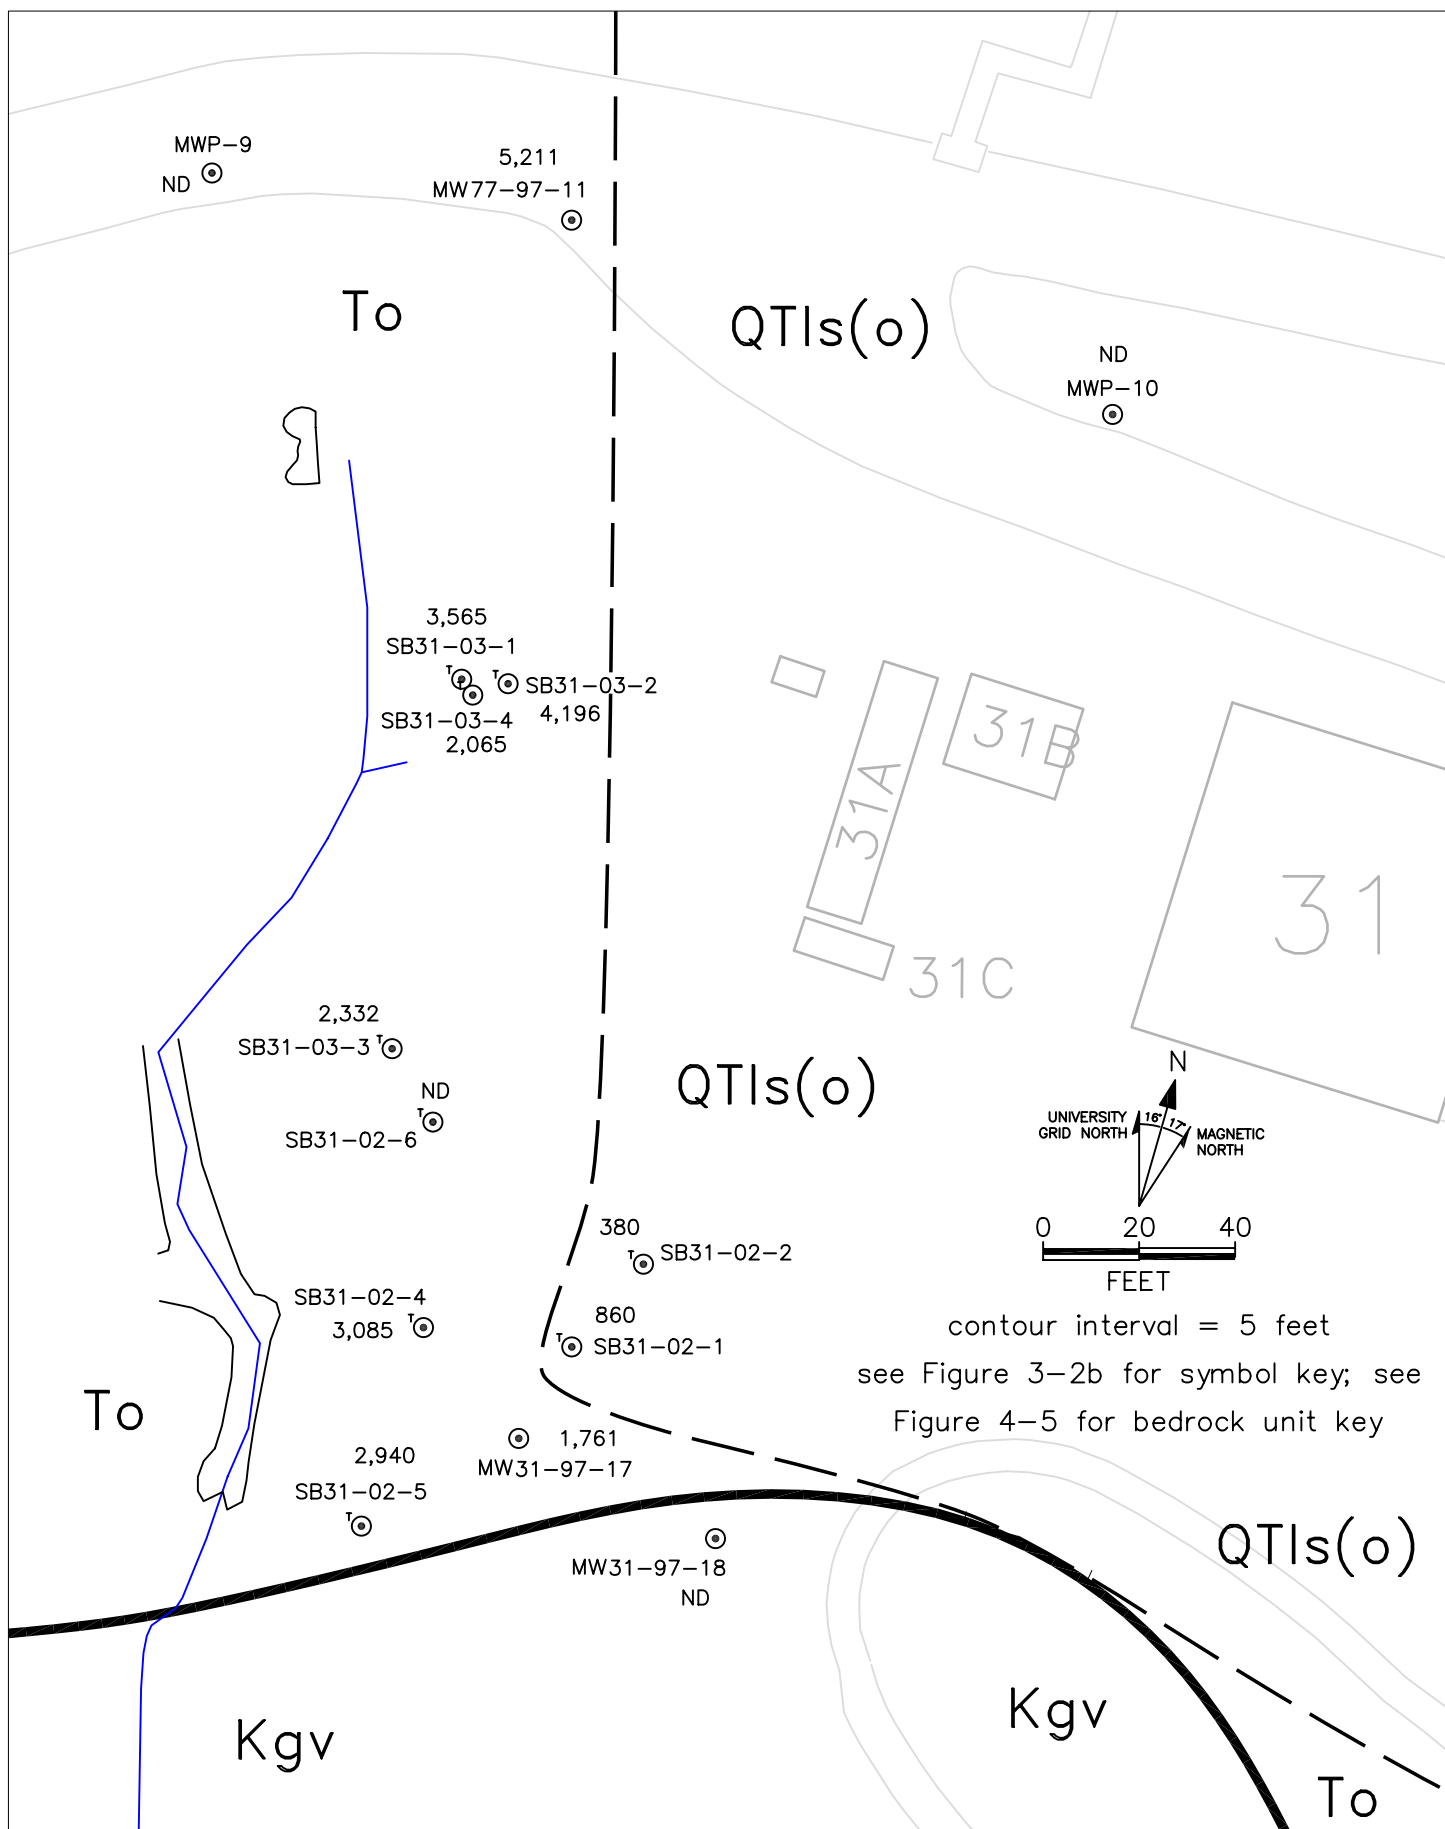 MWP-9
ND
5,211
MW77-97-11
To
QTls(o)
ND
MWP-10
3,565
SB31-03-1
T
T
T
SB31-03-2
4,196
SB31-03-4
2,065
31A
31B
31
31C
2,332
SB31-03-3
T
ND
T
SB31-02-6
QTls(o)
N
UNIVERSITY
GRID NORTH
16°
17°
MAGNETIC
NORTH
0 20 40
FEET
380
T
SB31-02-2
SB31-02-4
T
3,085
860
T
SB31-02-1
contour interval = 5 feet
see Figure 3-2b for symbol key; see
Figure 4-5 for bedrock unit key
To
2,940
SB31-02-5
T
1,761
MW31-97-17
MW31-97-18
ND
QTls(o)
Kgv
Kgv
To